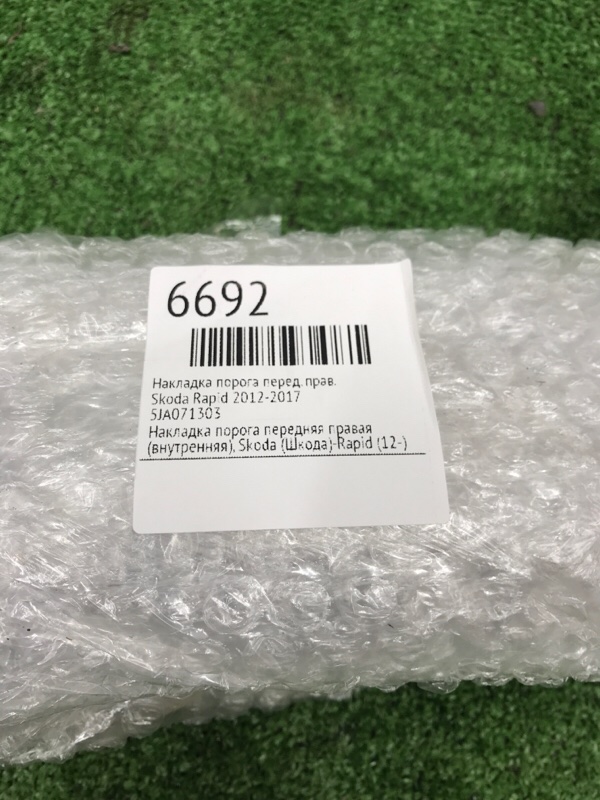 6692
Накладка порога перед.прав.
Skoda Rapid 2012-2017
5JA071303
Накладка порога передняя правая
(внутренняя), Skoda (Шкода)-Rapid (12-)